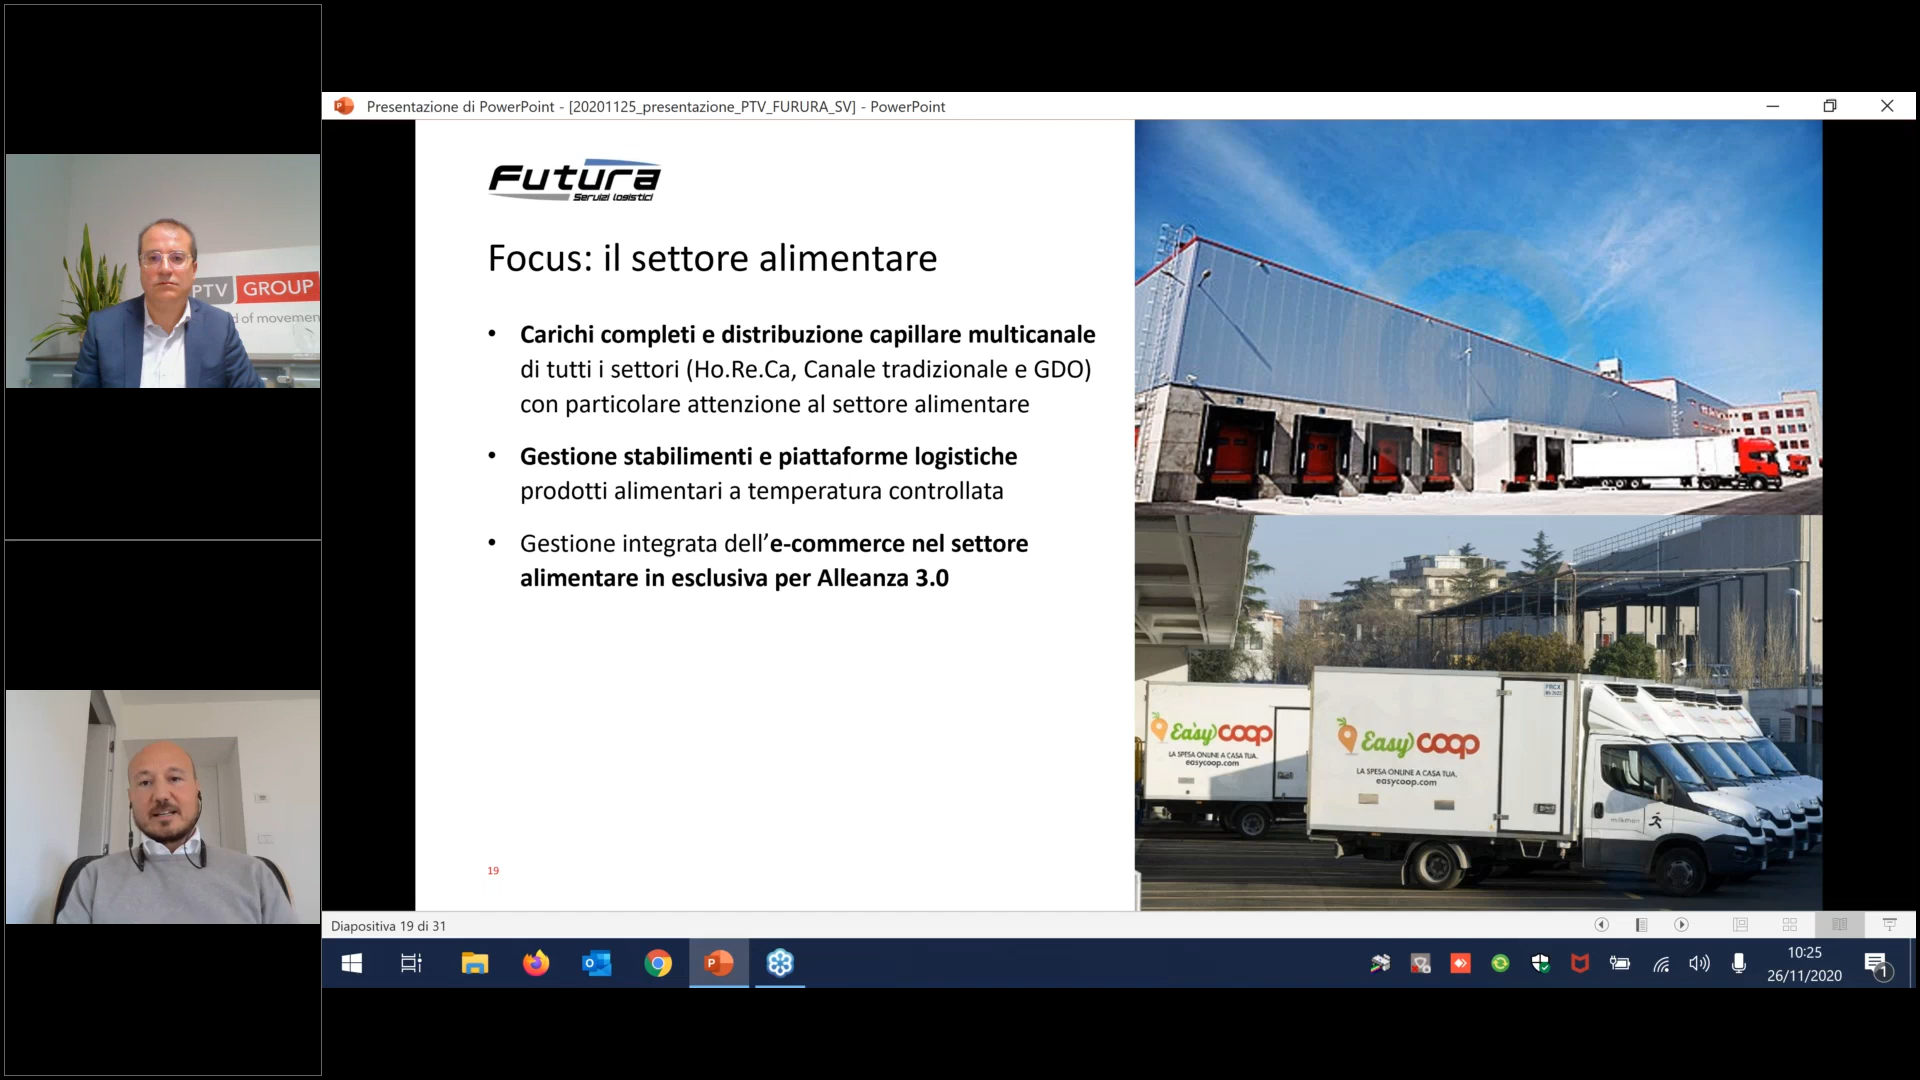 PTV GROUP
d of movemen
Presentazione di PowerPoint - [20201125_presentazione_PTV_FURURA_SV] - PowerPoint
Futura
Servizi logistici
Focus: il settore alimentare
• Carichi completi e distribuzione capillare multicanale
di tutti i settori (Ho.Re.Ca, Canale tradizionale e GDO)
con particolare attenzione al settore alimentare
• Gestione stabilimenti e piattaforme logistiche
prodotti alimentari a temperatura controllata
• Gestione integrata dell’e-commerce nel settore
alimentare in esclusiva per Alleanza 3.0
19
Easy coop
LA SPESA ONLINE A CASA TUA.
easycoop.com
Easy coop
LA SPESA ONLINE A CASA TUA.
easycoop.com
milkman
Diapositiva 19 di 31
10:25
26/11/2020
1